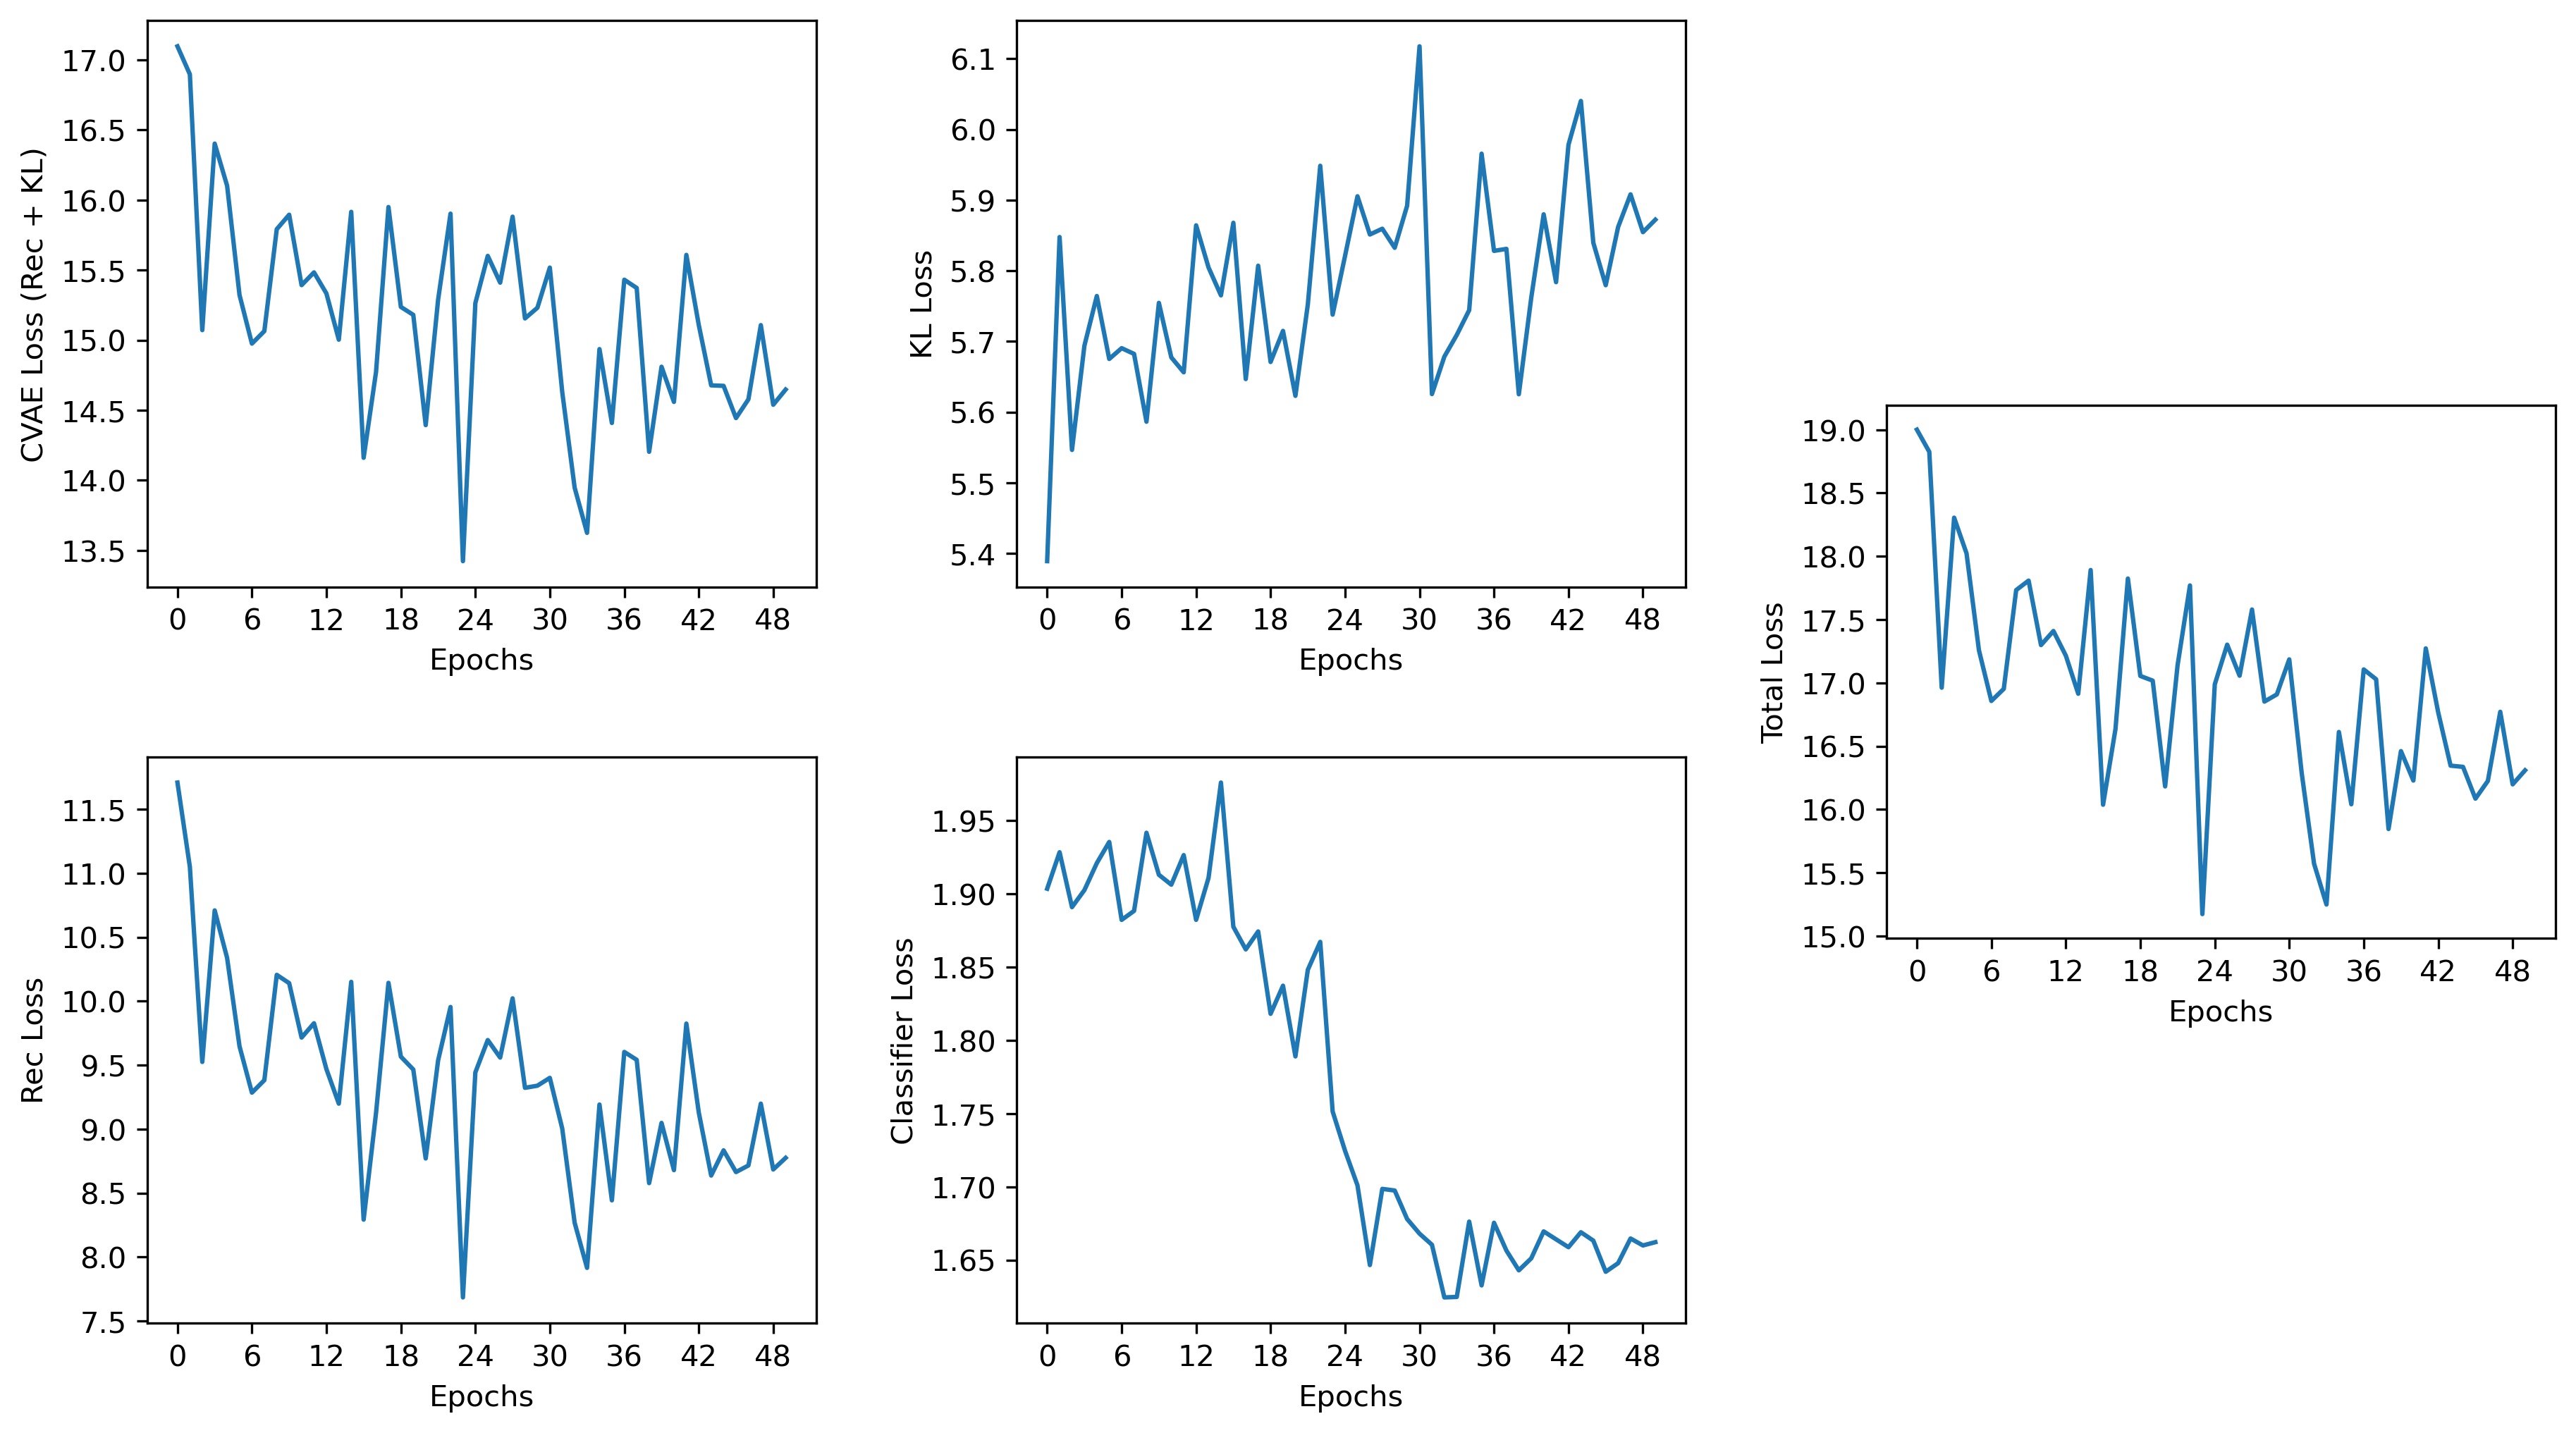 CVAE Loss (Rec + KL)
17.0
16.5
16.0
15.5
15.0
14.5
14.0
13.5
0 6 12 18 24 30 36 42 48
Epochs
KL Loss
6.1
6.0
5.9
5.8
5.7
5.6
5.5
5.4
0 6 12 18 24 30 36 42 48
Epochs
Rec Loss
11.5
11.0
10.5
10.0
9.5
9.0
8.5
8.0
7.5
0 6 12 18 24 30 36 42 48
Epochs
Classifier Loss
1.95
1.90
1.85
1.80
1.75
1.70
1.65
0 6 12 18 24 30 36 42 48
Epochs
Total Loss
19.0
18.5
18.0
17.5
17.0
16.5
16.0
15.5
15.0
0 6 12 18 24 30 36 42 48
Epochs